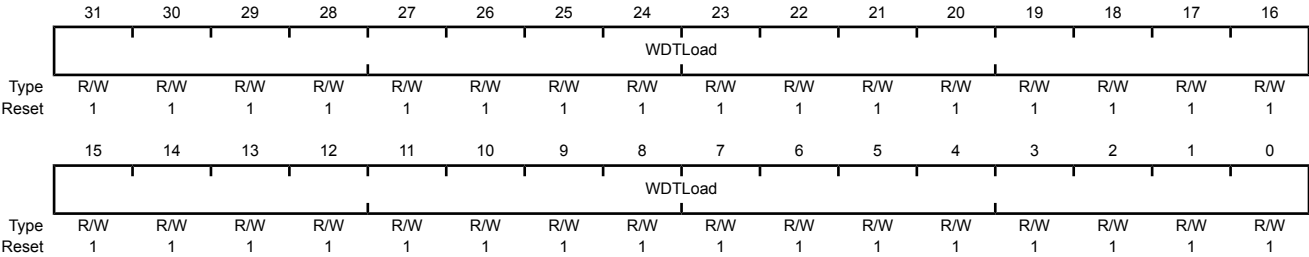 31 30 29 28 27 26 25 24 23 22 21 20 19 18 17 16
WDTLoad
Type R/W R/W R/W R/W R/W R/W R/W R/W R/W R/W R/W R/W R/W R/W R/W R/W
Reset 1 1 1 1 1 1 1 1 1 1 1 1 1 1 1 1
15 14 13 12 11 10 9 8 7 6 5 4 3 2 1 0
WDTLoad
Type R/W R/W R/W R/W R/W R/W R/W R/W R/W R/W R/W R/W R/W R/W R/W R/W
Reset 1 1 1 1 1 1 1 1 1 1 1 1 1 1 1 1